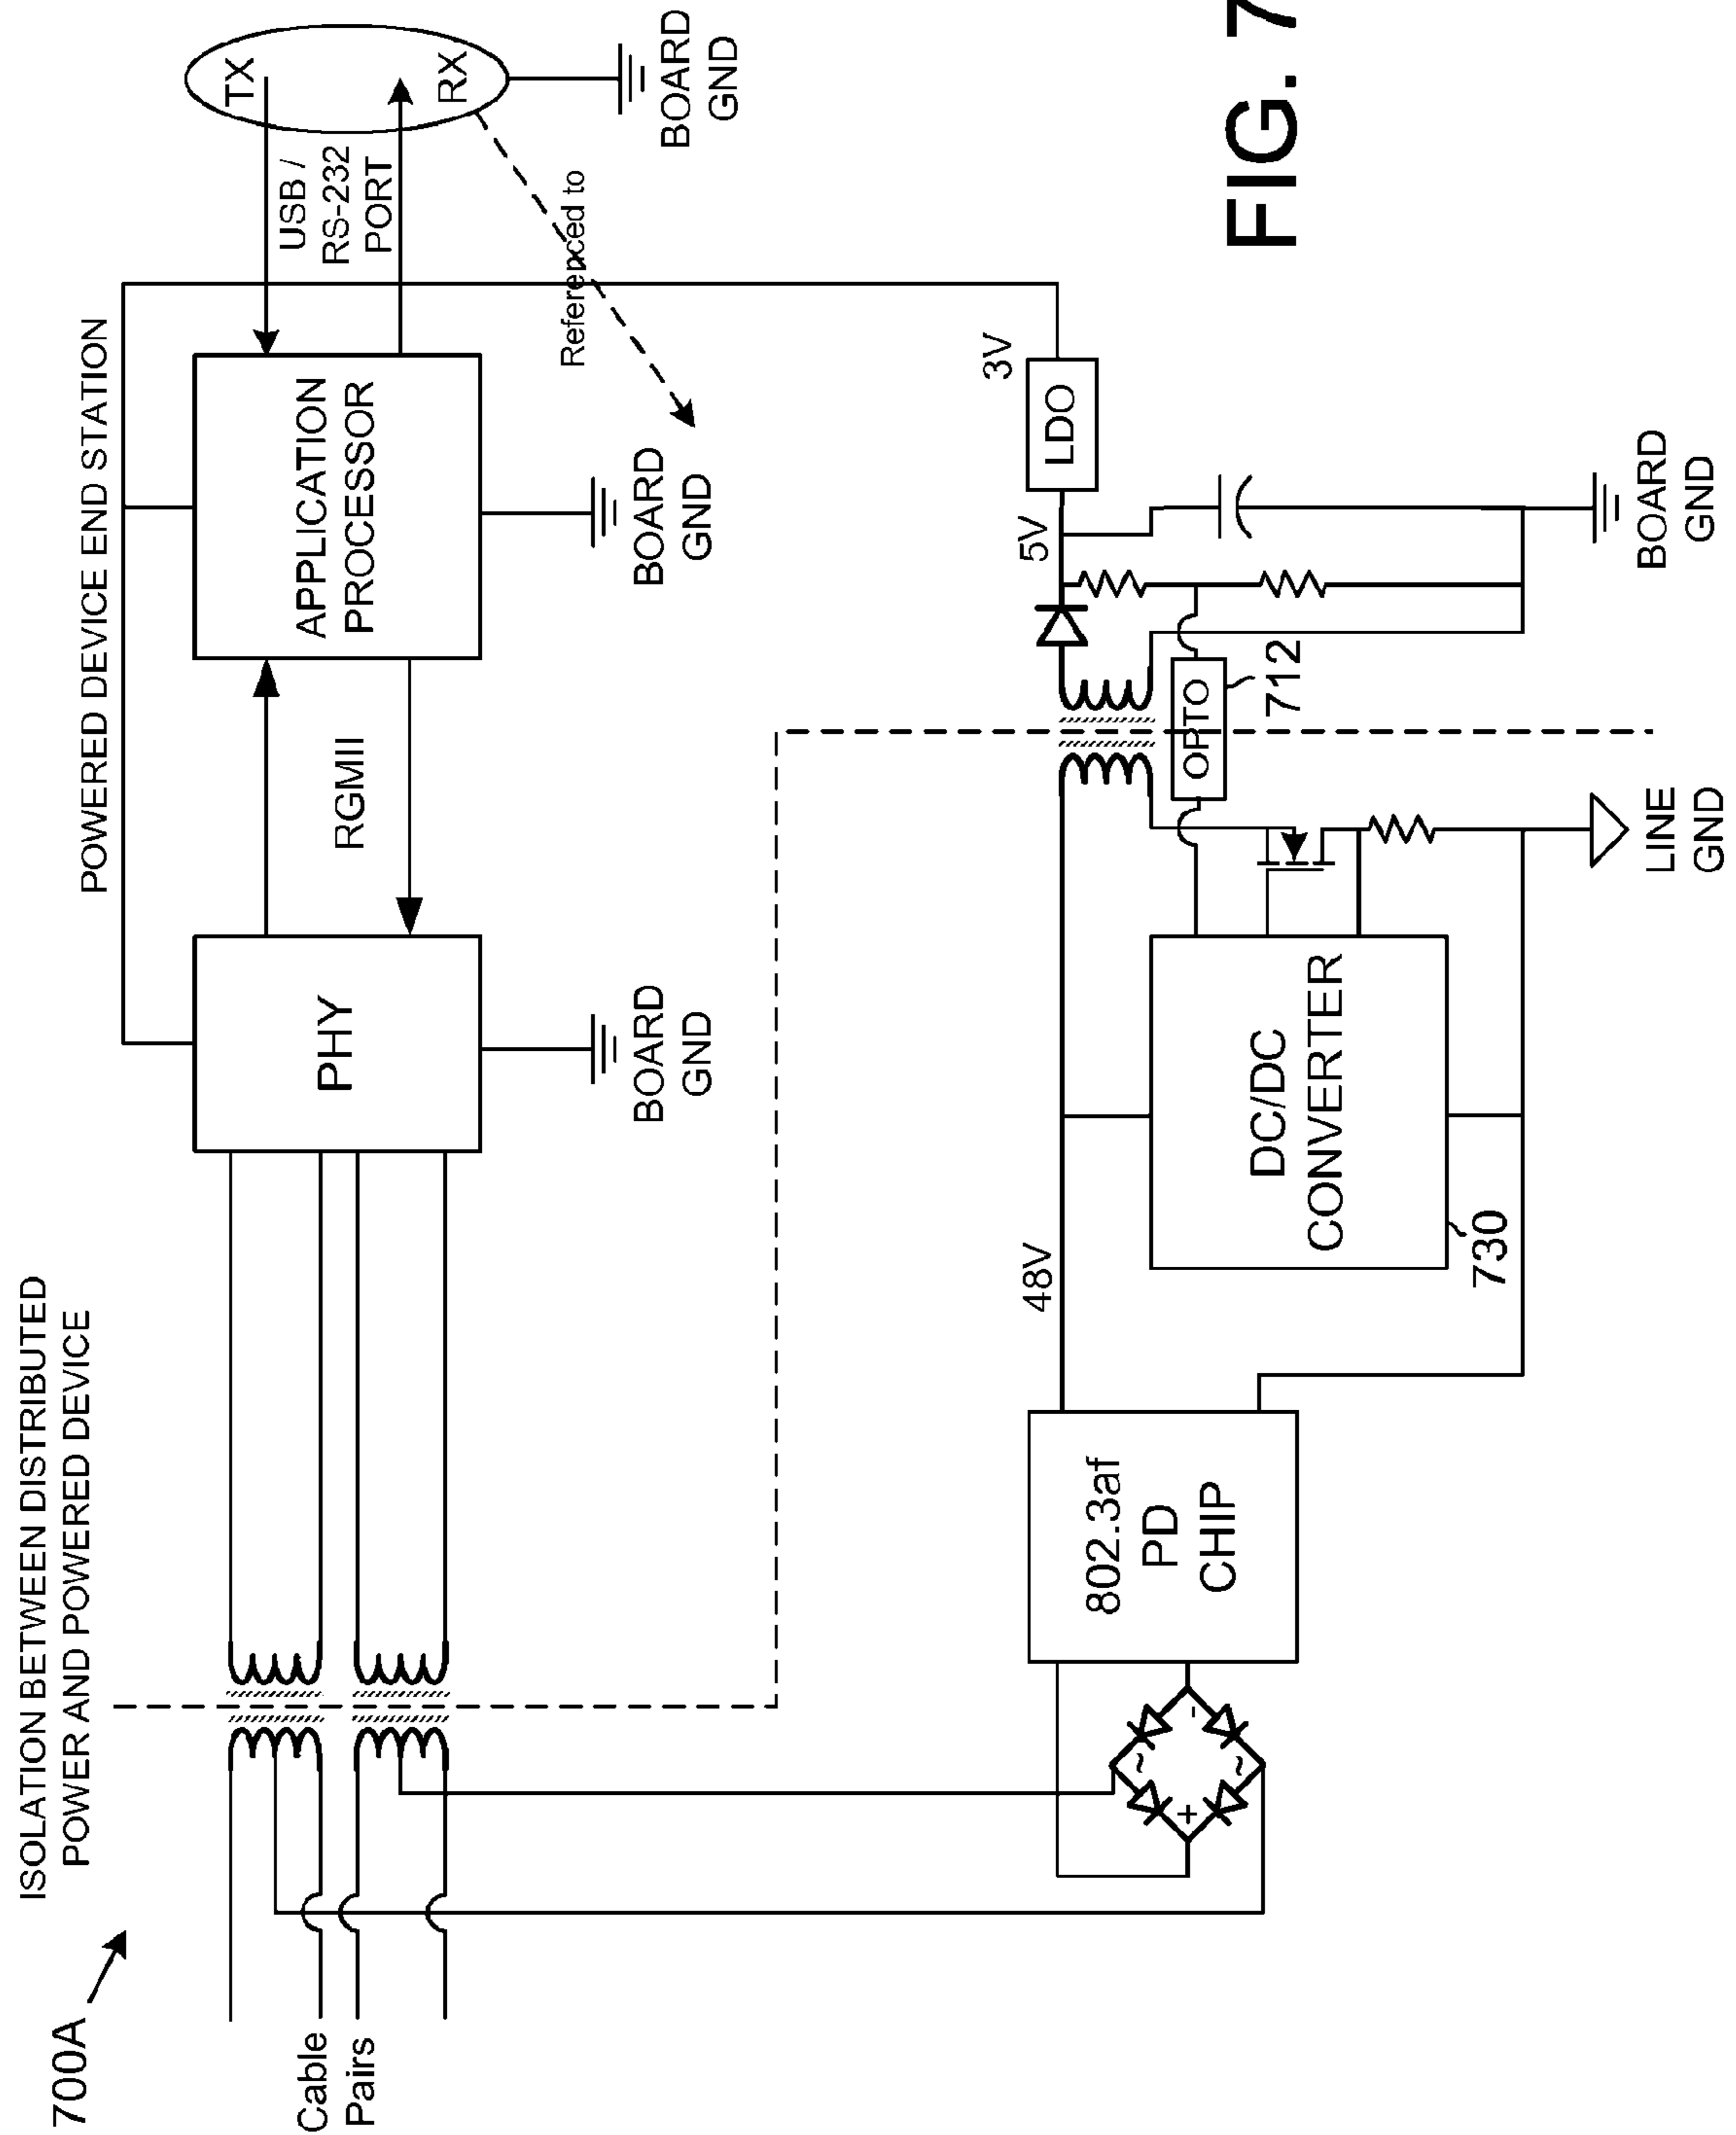 700A
ISOLATION BETWEEN DISTRIBUTED
POWER AND POWERED DEVICE
POWERED DEVICE END STATION
Cable
Pairs
PHY
RGMII
APPLICATION
PROCESSOR
USB /
RS-232
PORT
TX
RX
BOARD
GND
BOARD
GND
BOARD
GND
Referenced to
802.3af
PD
CHIP
+
-
~
~
48V
DC/DC
CONVERTER
730
OPTO
712
5V
LDO
3V
LINE
GND
BOARD
GND
FIG. 7